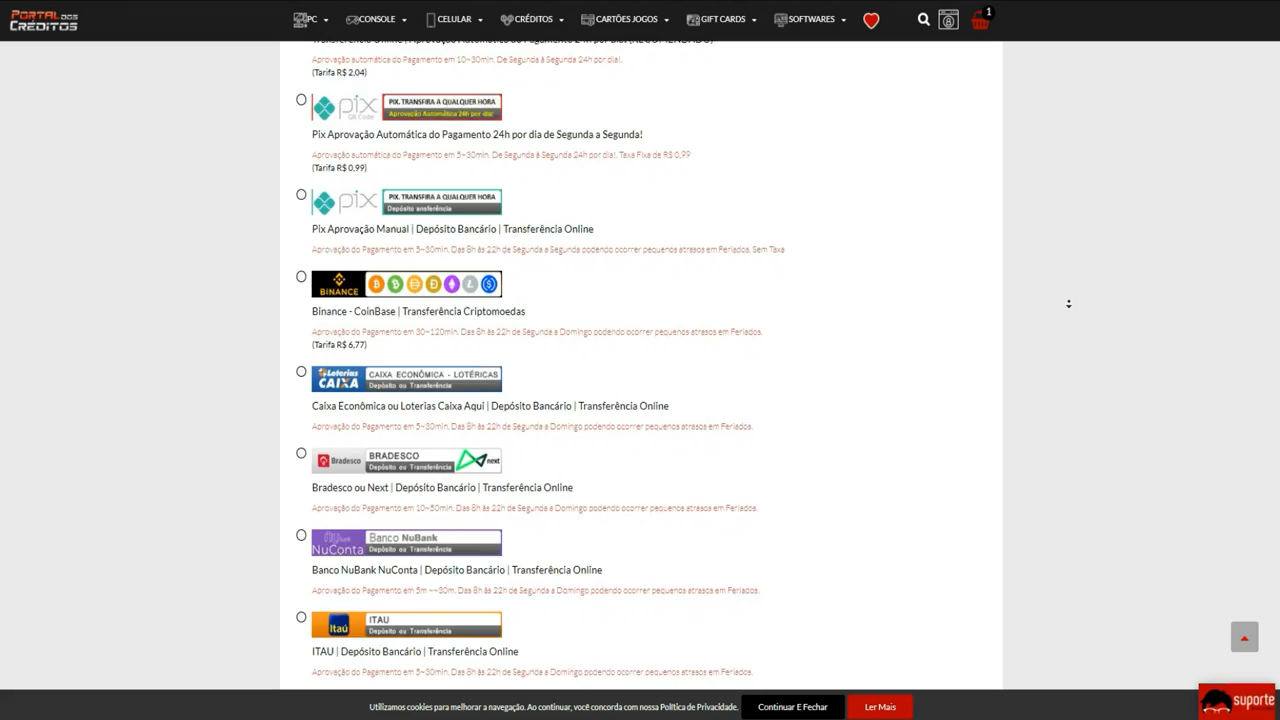 PORTAL DOS
CRÉDITOS
PC
CONSOLE
CELULAR
CRÉDITOS
CARTÕES JOGOS
GIFT CARDS
SOFTWARES
1
Transferência Online | Aprovação Automática do Pagamento 24h por Dia! (RECOMENDADO)
Aprovação automática do Pagamento em 10~30min. De Segunda à Segunda 24h por dia!.
(Tarifa R$ 2,04)
pix
QR Code
PIX. TRANSFIRA A QUALQUER HORA
Aprovação Automática 24h por dia!
Pix Aprovação Automática do Pagamento 24h por dia de Segunda a Segunda!
Aprovação automática do Pagamento em 5~30min. De Segunda à Segunda 24h por dia!. Taxa Fixa de R$ 0,99
(Tarifa R$ 0,99)
pix
PIX. TRANSFIRA A QUALQUER HORA
Pix Aprovação Manual | Depósito Bancário | Transferência Online
Aprovação do Pagamento em 5~30min. Das 8h às 22h de Segunda a Segunda podendo ocorrer pequenos atrasos em Feriados. Sem Taxa
BINANCE
Binance - CoinBase | Transferência Criptomoedas
Aprovação do Pagamento em 30~120min. Das 8h às 22h de Segunda a Domingo podendo ocorrer pequenos atrasos em Feriados.
(Tarifa R$ 6,77)
Loterias
CAIXA
CAIXA ECONÔMICA - LOTÉRICAS
Depósito ou Transferência
Caixa Econômica ou Loterias Caixa Aqui | Depósito Bancário | Transferência Online
Aprovação do Pagamento em 5~30min. Das 8h às 22h de Segunda a Domingo podendo ocorrer pequenos atrasos em Feriados.
Bradesco
BRADESCO
Depósito ou Transferência
next
Bradesco ou Next | Depósito Bancário | Transferência Online
Aprovação do Pagamento em 10~50min. Das 8h às 22h de Segunda a Domingo podendo ocorrer pequenos atrasos em Feriados.
NuConta
Banco NuBank
Depósito ou Transferência
Banco NuBank NuConta | Depósito Bancário | Transferência Online
Aprovação do Pagamento em 5m ~~30m. Das 8h às 22h de Segunda a Domingo podendo ocorrer pequenos atrasos em Feriados.
Itaú
ITAU
Depósito ou Transferência
ITAU | Depósito Bancário | Transferência Online
Aprovação do Pagamento em 5~30min. Das 8h às 22h de Segunda a Domingo podendo ocorrer pequenos atrasos em Feriados.
Utilizamos cookies para melhorar a navegação. Ao continuar, você concorda com nossa Política de Privacidade.
Continuar E Fechar
Ler Mais
suporte